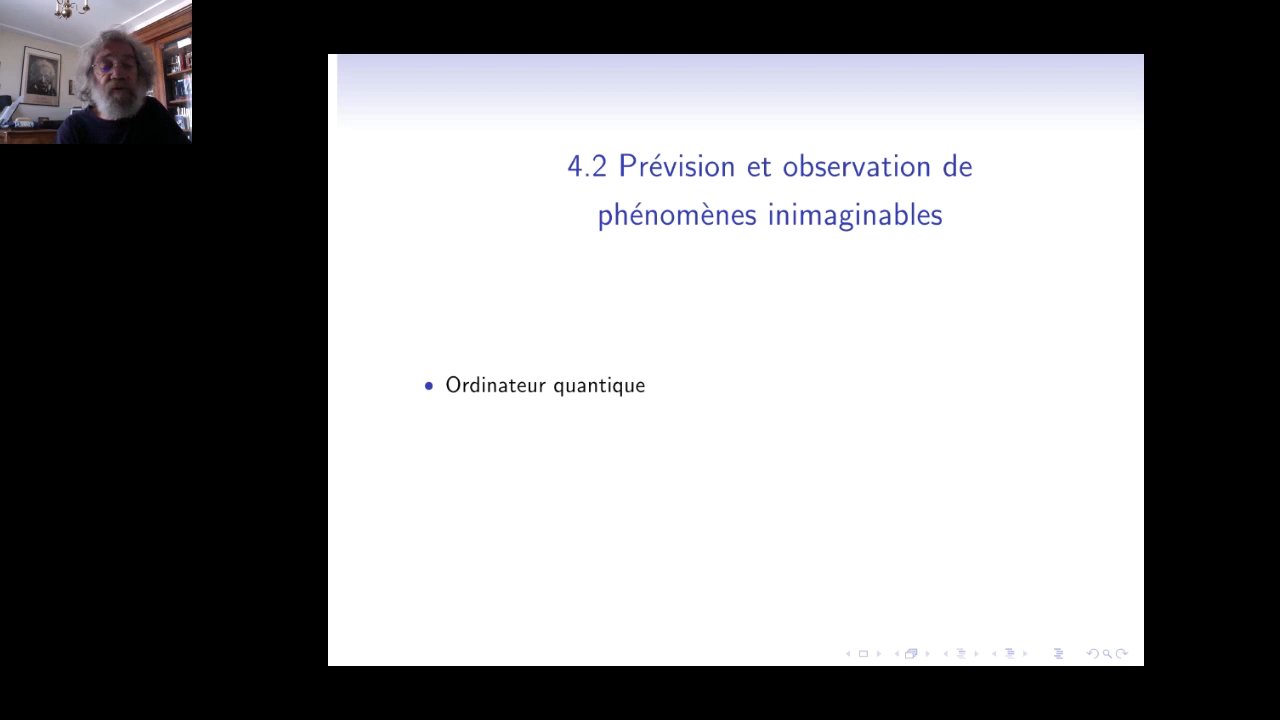 4.2 Prévision et observation de
phénomènes inimaginables
• Ordinateur quantique